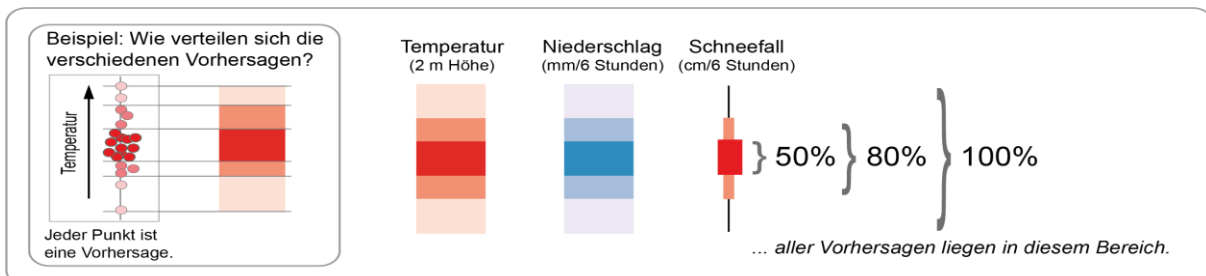 Beispiel: Wie verteilen sich die
verschiedenen Vorhersagen?
Temperatur
Jeder Punkt ist
eine Vorhersage.
Temperatur
(2 m Höhe)
Niederschlag
(mm/6 Stunden)
Schneefall
(cm/6 Stunden)
50%
80%
100%
... aller Vorhersagen liegen in diesem Bereich.